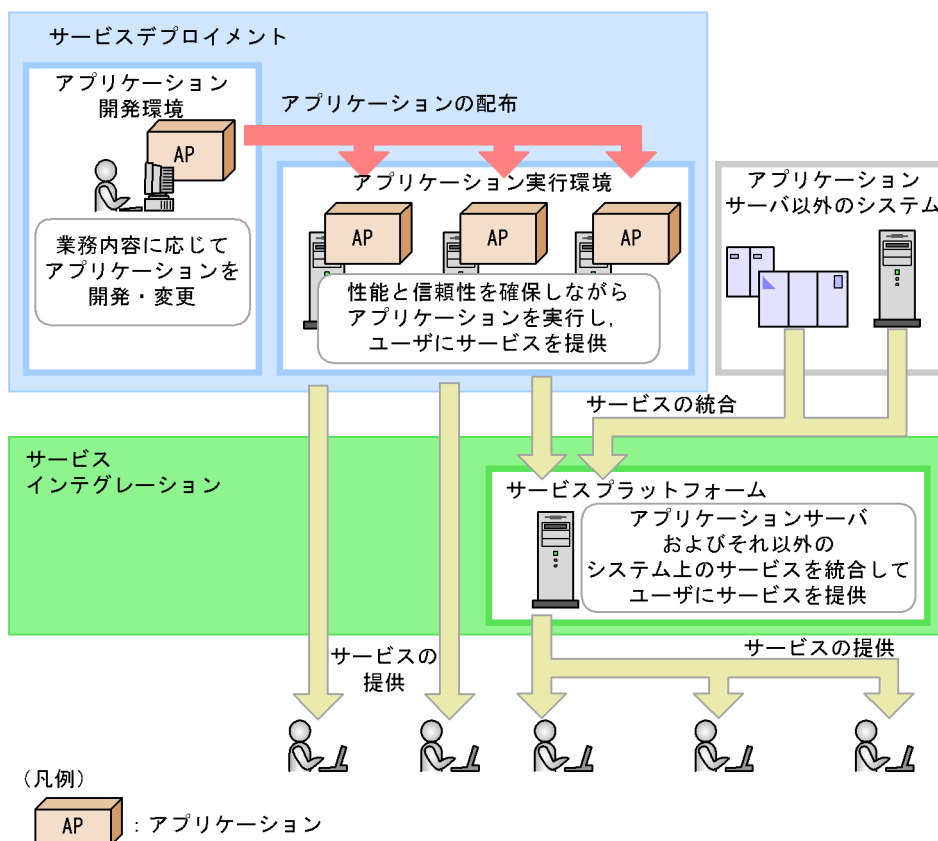 サービスデプロイメント
アプリケーション
開発環境
アプリケーションの配布
AP
業務内容に応じて
アプリケーションを
開発・変更
アプリケーション実行環境
AP
AP
AP
性能と信頼性を確保しながら
アプリケーションを実行し，
ユーザにサービスを提供
アプリケーション
サーバ以外のシステム
サービスの統合
サービス
インテグレーション
サービスプラットフォーム
アプリケーションサーバ
およびそれ以外の
システム上のサービスを統合して
ユーザにサービスを提供
サービスの
提供
サービスの提供
（凡例）
AP
：アプリケーション